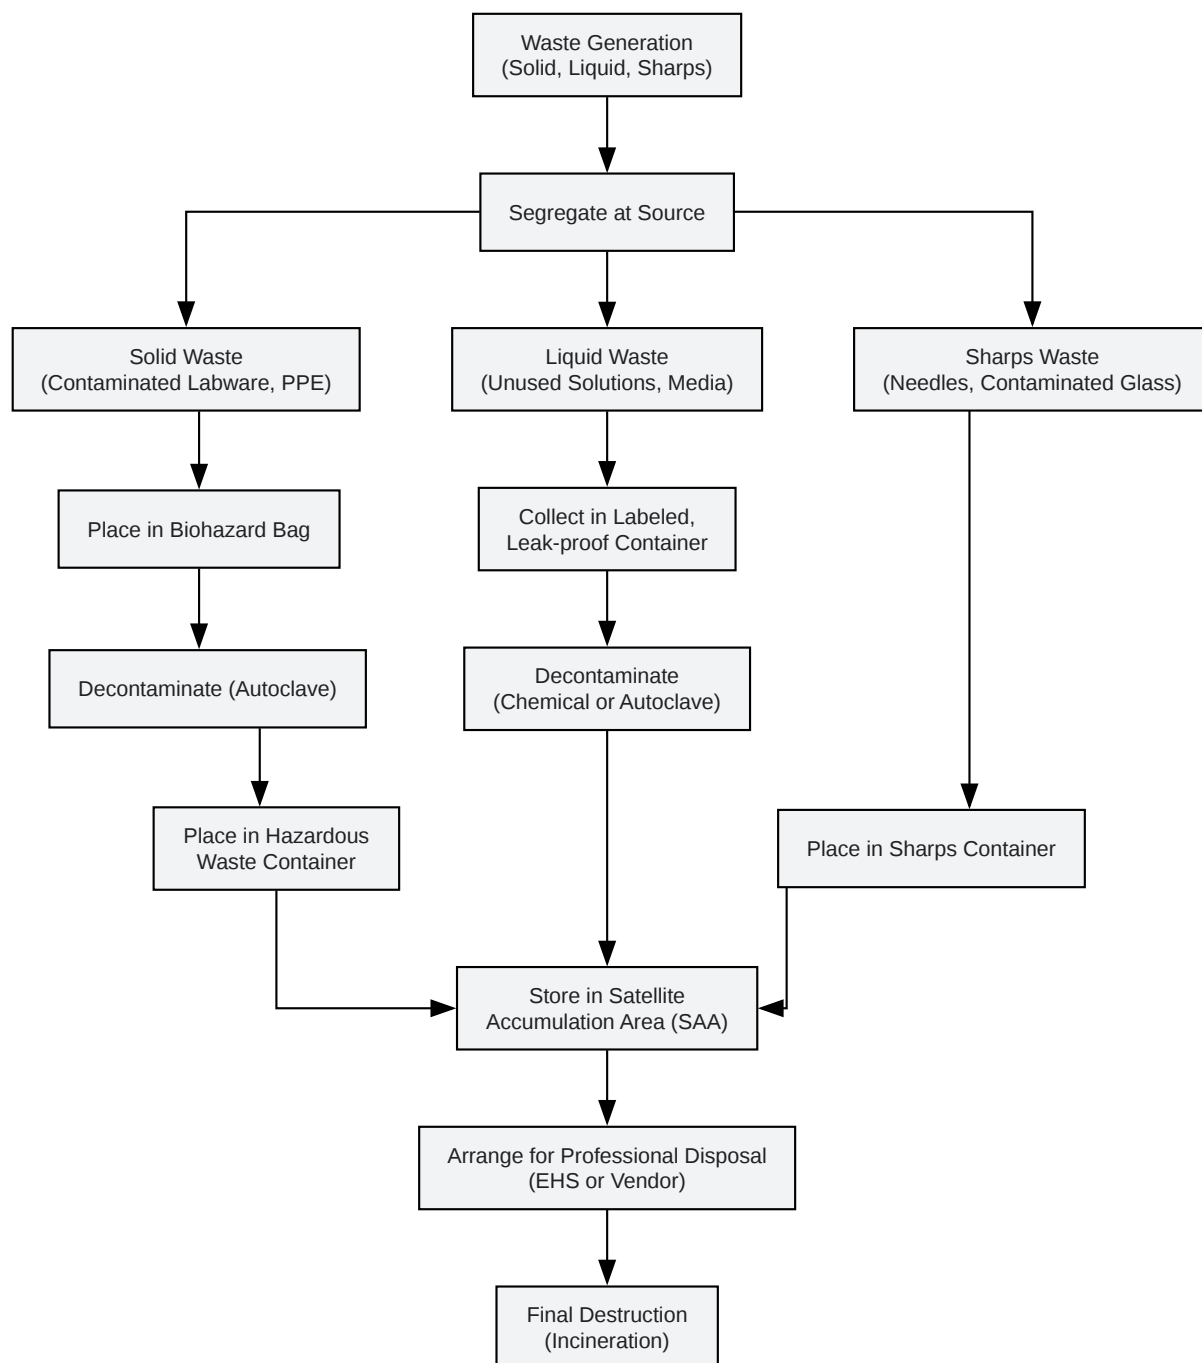 Waste Generation
(Solid, Liquid, Sharps)
Segregate at Source
Solid Waste
(Contaminated Labware, PPE)
Liquid Waste
(Unused Solutions, Media)
Sharps Waste
(Needles, Contaminated Glass)
Place in Biohazard Bag
Collect in Labeled,
Leak-proof Container
Decontaminate (Autoclave)
Decontaminate
(Chemical or Autoclave)
Place in Hazardous
Waste Container
Place in Sharps Container
Store in Satellite
Accumulation Area (SAA)
Arrange for Professional Disposal
(EHS or Vendor)
Final Destruction
(Incineration)